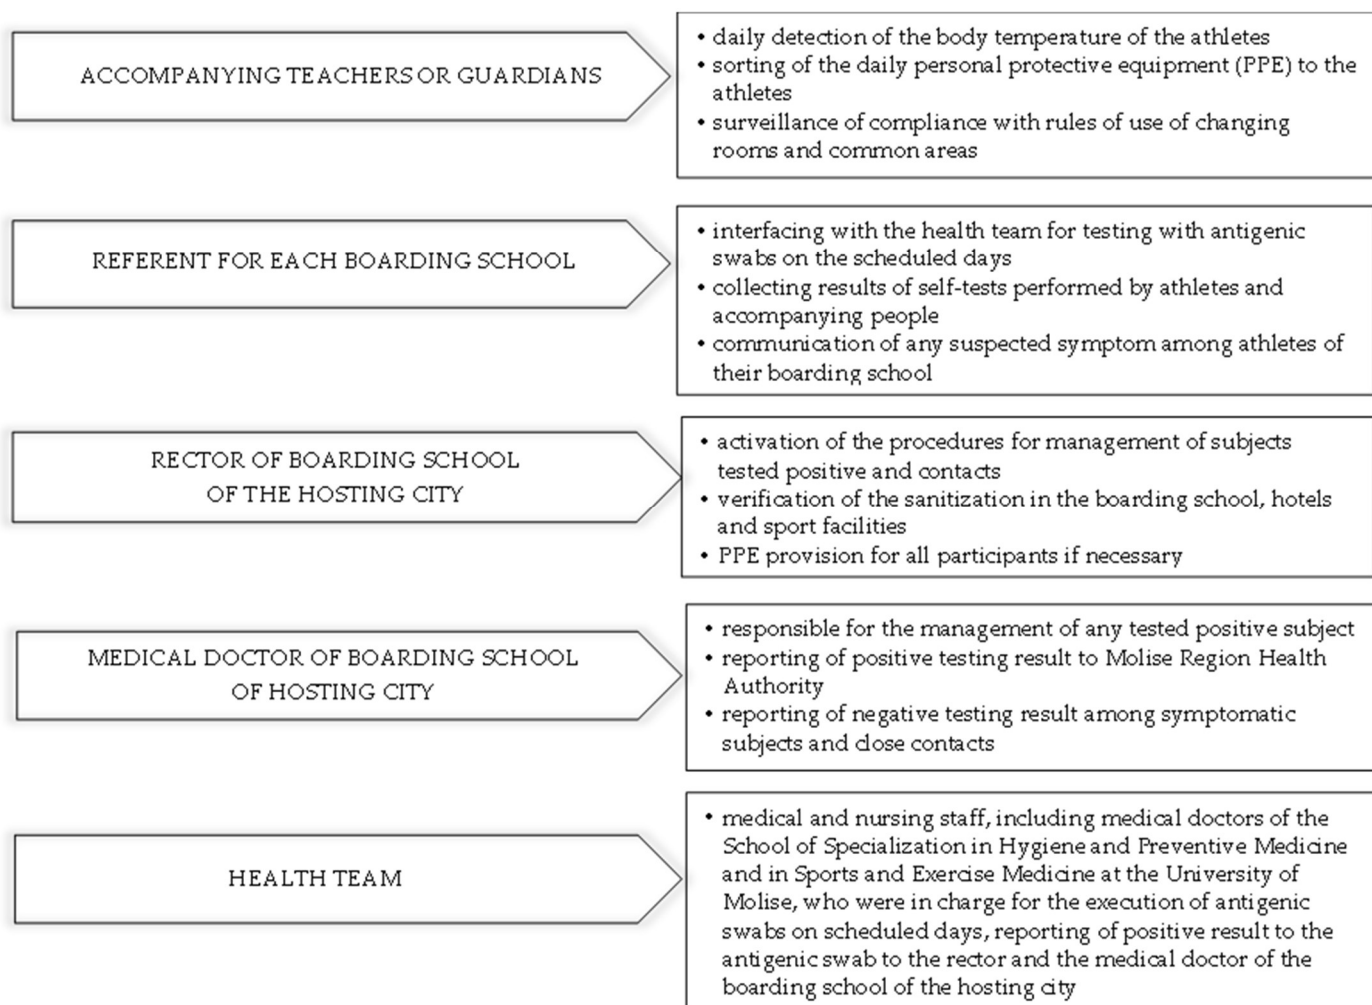 ACCOMPANYING TEACHERS OR GUARDIANS
• daily detection of the body temperature of the athletes
• sorting of the daily personal protective equipment (PPE) to the
athletes
• surveillance of compliance with rules of use of changing
rooms and common areas
REFERENT FOR EACH BOARDING SCHOOL
• interfacing with the health team for testing with antigenic
swabs on the scheduled days
• collecting results of self-tests performed by athletes and
accompanying people
• communication of any suspected symptom among athletes of
their boarding school
RECTOR OF BOARDING SCHOOL
OF THE HOSTING CITY
• activation of the procedures for management of subjects
tested positive and contacts
• verification of the sanitization in the boarding school, hotels
and sport facilities
• PPE provision for all participants if necessary
MEDICAL DOCTOR OF BOARDING SCHOOL
OF HOSTING CITY
• responsible for the management of any tested positive subject
• reporting of positive testing result to Molise Region Health
Authority
• reporting of negative testing result among symptomatic
subjects and close contacts
HEALTH TEAM
• medical and nursing staff, including medical doctors of the
School of Specialization in Hygiene and Preventive Medicine
and in Sports and Exercise Medicine at the University of
Molise, who were in charge for the execution of antigenic
swabs on scheduled days, reporting of positive result to the
antigenic swab to the rector and the medical doctor of the
boarding school of the hosting city